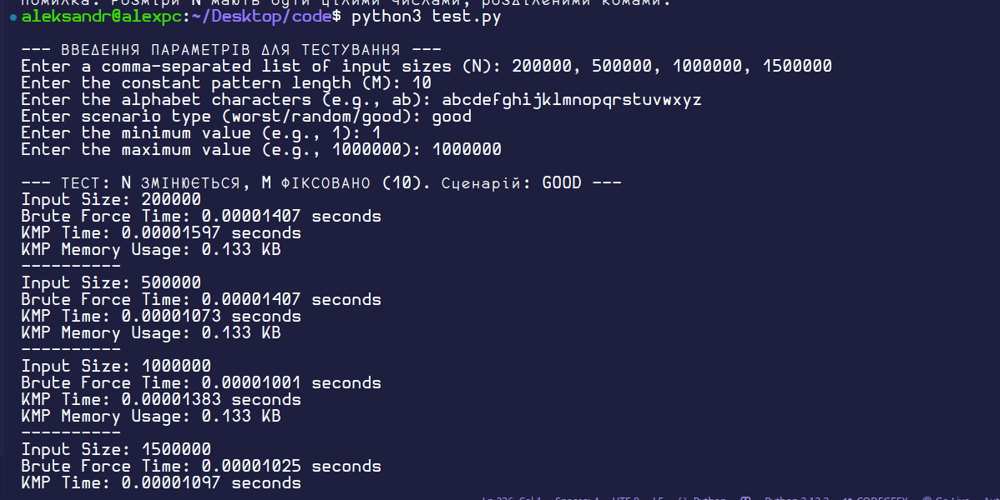 помилка. Розміри N мають бути цілими числами, розділеними комами.
aleksandr@alexpc:~/Desktop/code$ python3 test.py
--- ВВЕДЕННЯ ПАРАМЕТРІВ ДЛЯ ТЕСТУВАННЯ ---
Enter a comma-separated list of input sizes (N): 200000, 500000, 1000000, 1500000
Enter the constant pattern length (M): 10
Enter the alphabet characters (e.g., ab): abcdefghijklmnopqrstuvwxyz
Enter scenario type (worst/random/good): good
Enter the minimum value (e.g., 1): 1
Enter the maximum value (e.g., 1000000): 1000000
--- ТЕСТ: N ЗМІНЮЄТЬСЯ, M ФІКСОВАНО (10). Сценарій: GOOD ---
Input Size: 200000
Brute Force Time: 0.00001407 seconds
KMP Time: 0.00001597 seconds
KMP Memory Usage: 0.133 KB
----------
Input Size: 500000
Brute Force Time: 0.00001407 seconds
KMP Time: 0.00001073 seconds
KMP Memory Usage: 0.133 KB
----------
Input Size: 1000000
Brute Force Time: 0.00001001 seconds
KMP Time: 0.00001383 seconds
KMP Memory Usage: 0.133 KB
----------
Input Size: 1500000
Brute Force Time: 0.00001025 seconds
KMP Time: 0.00001097 seconds